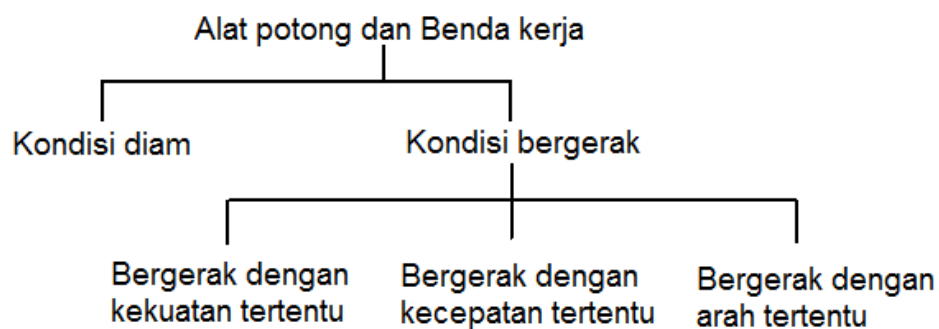 Alat potong dan Benda kerja
Kondisi diam
Kondisi bergerak
Bergerak dengan
kekuatan tertentu
Bergerak dengan
kecepatan tertentu
Bergerak dengan
arah tertentu